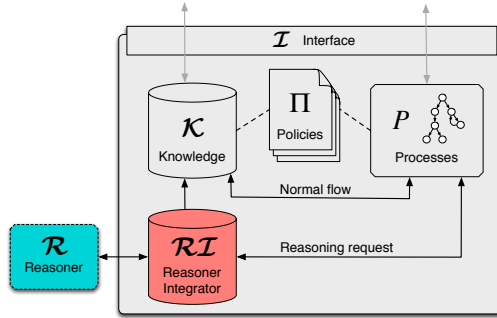 𝓘 Interface
𝓚
Knowledge
Π
Policies
P
Processes
Normal flow
𝓡
Reasoner
𝓡𝓘
Reasoner
Integrator
Reasoning request